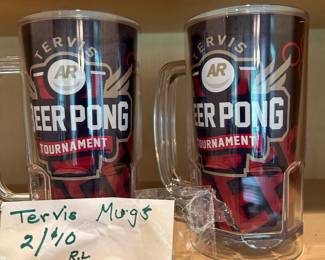 TERVIS
AR
EER PONG
TOURNAMENT
TERVIS
AR
EER PONG
TOURNAMENT
Tervis Mugs
2/$10